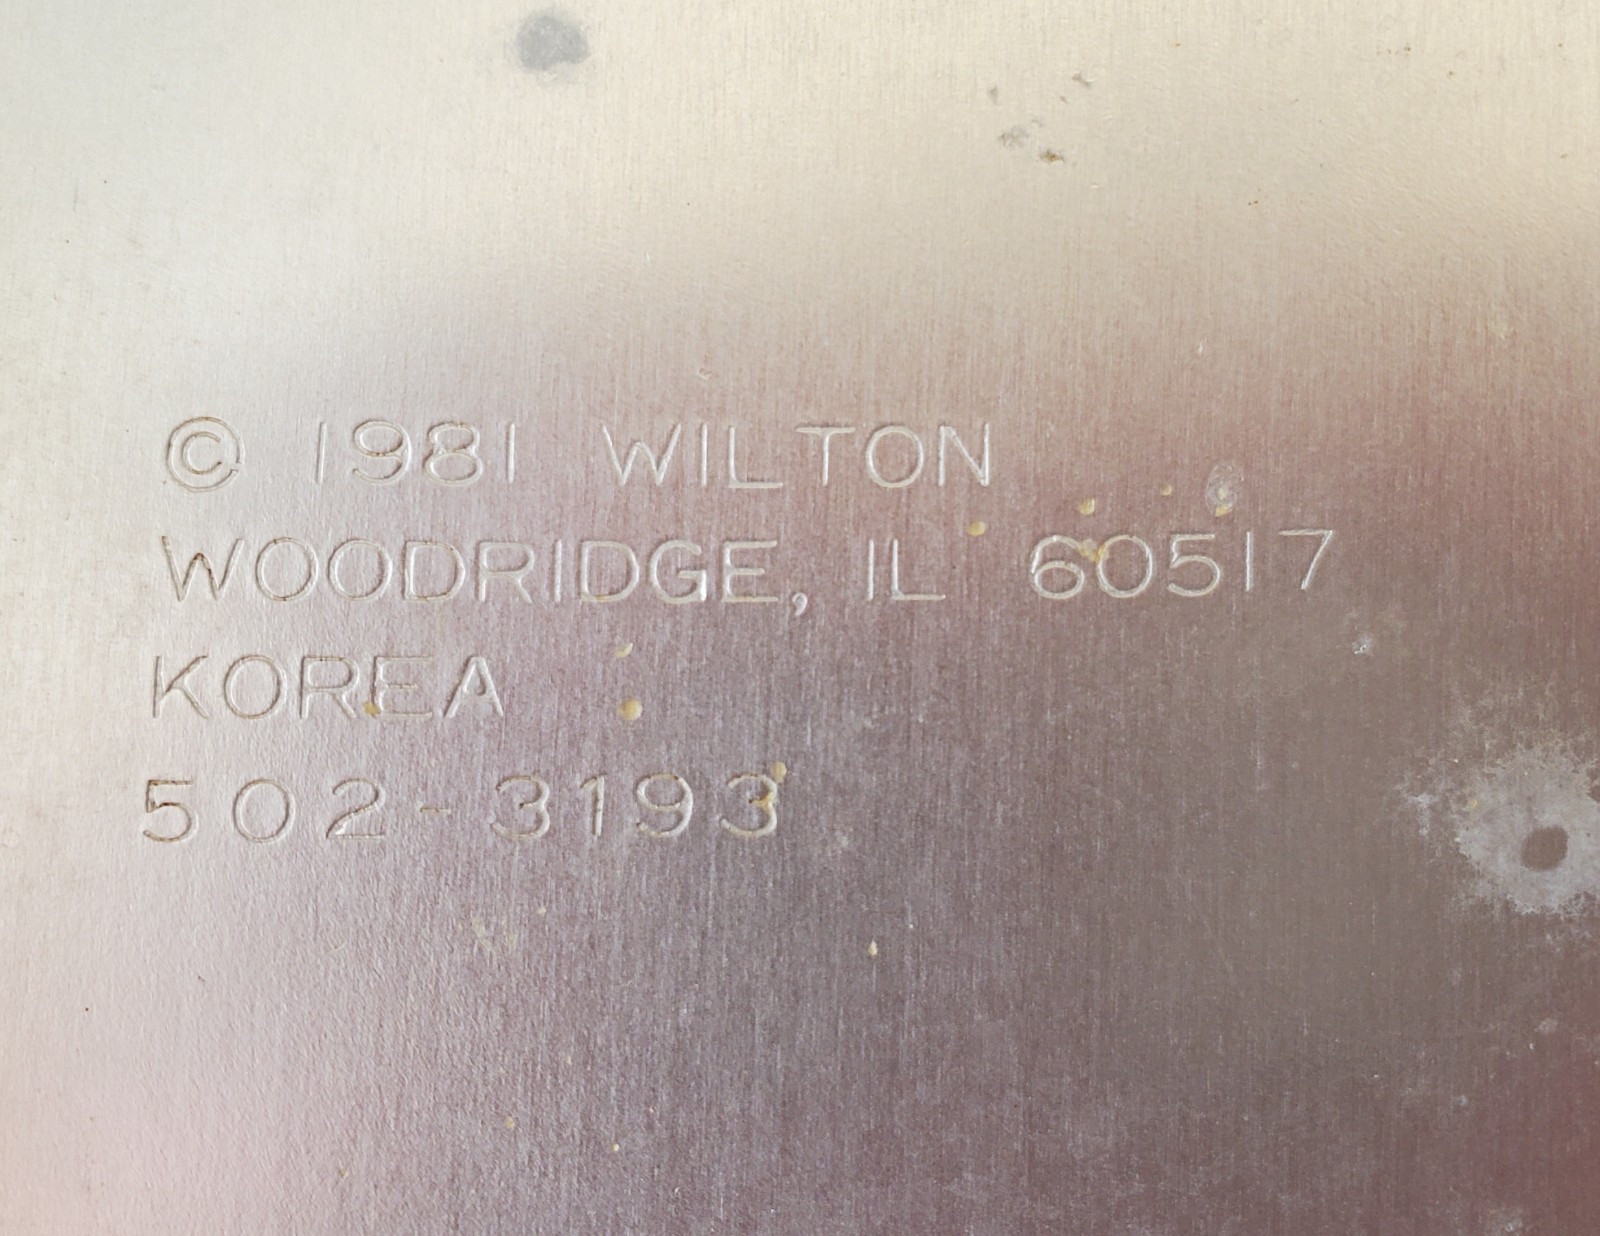 © 1981 WILTON
WOODRIDGE, IL 60517
KOREA
502-3193